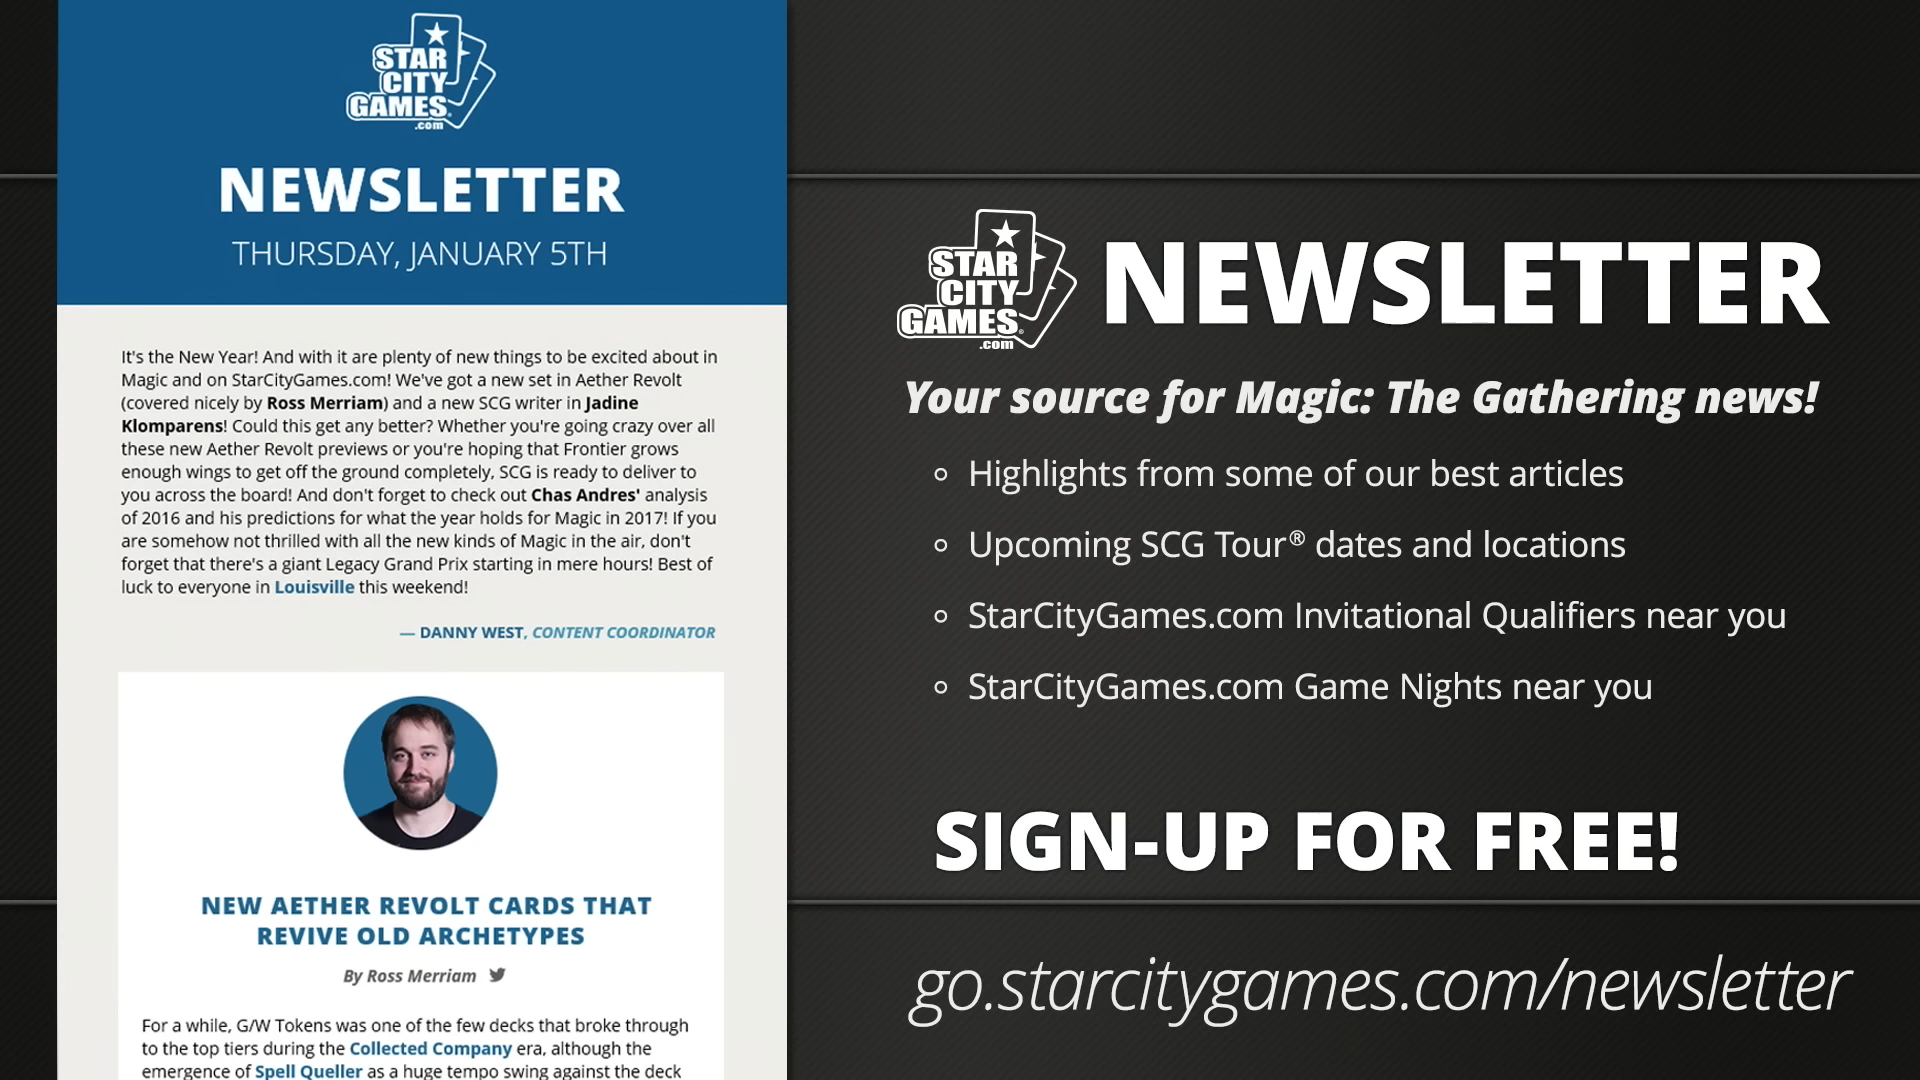 STAR
CITY
GAMES®
.com
NEWSLETTER
THURSDAY, JANUARY 5TH
It's the New Year! And with it are plenty of new things to be excited about in
Magic and on StarCityGames.com! We've got a new set in Aether Revolt
(covered nicely by Ross Merriam) and a new SCG writer in Jadine
Klomparens! Could this get any better? Whether you're going crazy over all
these new Aether Revolt previews or you're hoping that Frontier grows
enough wings to get off the ground completely, SCG is ready to deliver to
you across the board! And don't forget to check out Chas Andres' analysis
of 2016 and his predictions for what the year holds for Magic in 2017! If you
are somehow not thrilled with all the new kinds of Magic in the air, don't
forget that there's a giant Legacy Grand Prix starting in mere hours! Best of
luck to everyone in Louisville this weekend!
— DANNY WEST, CONTENT COORDINATOR
NEW AETHER REVOLT CARDS THAT
REVIVE OLD ARCHETYPES
By Ross Merriam
For a while, G/W Tokens was one of the few decks that broke through
to the top tiers during the Collected Company era, although the
emergence of Spell Queller as a huge tempo swing against the deck
STAR
CITY
GAMES®
.com
NEWSLETTER
Your source for Magic: The Gathering news!
◦ Highlights from some of our best articles
◦ Upcoming SCG Tour® dates and locations
◦ StarCityGames.com Invitational Qualifiers near you
◦ StarCityGames.com Game Nights near you
SIGN-UP FOR FREE!
go.starcitygames.com/newsletter